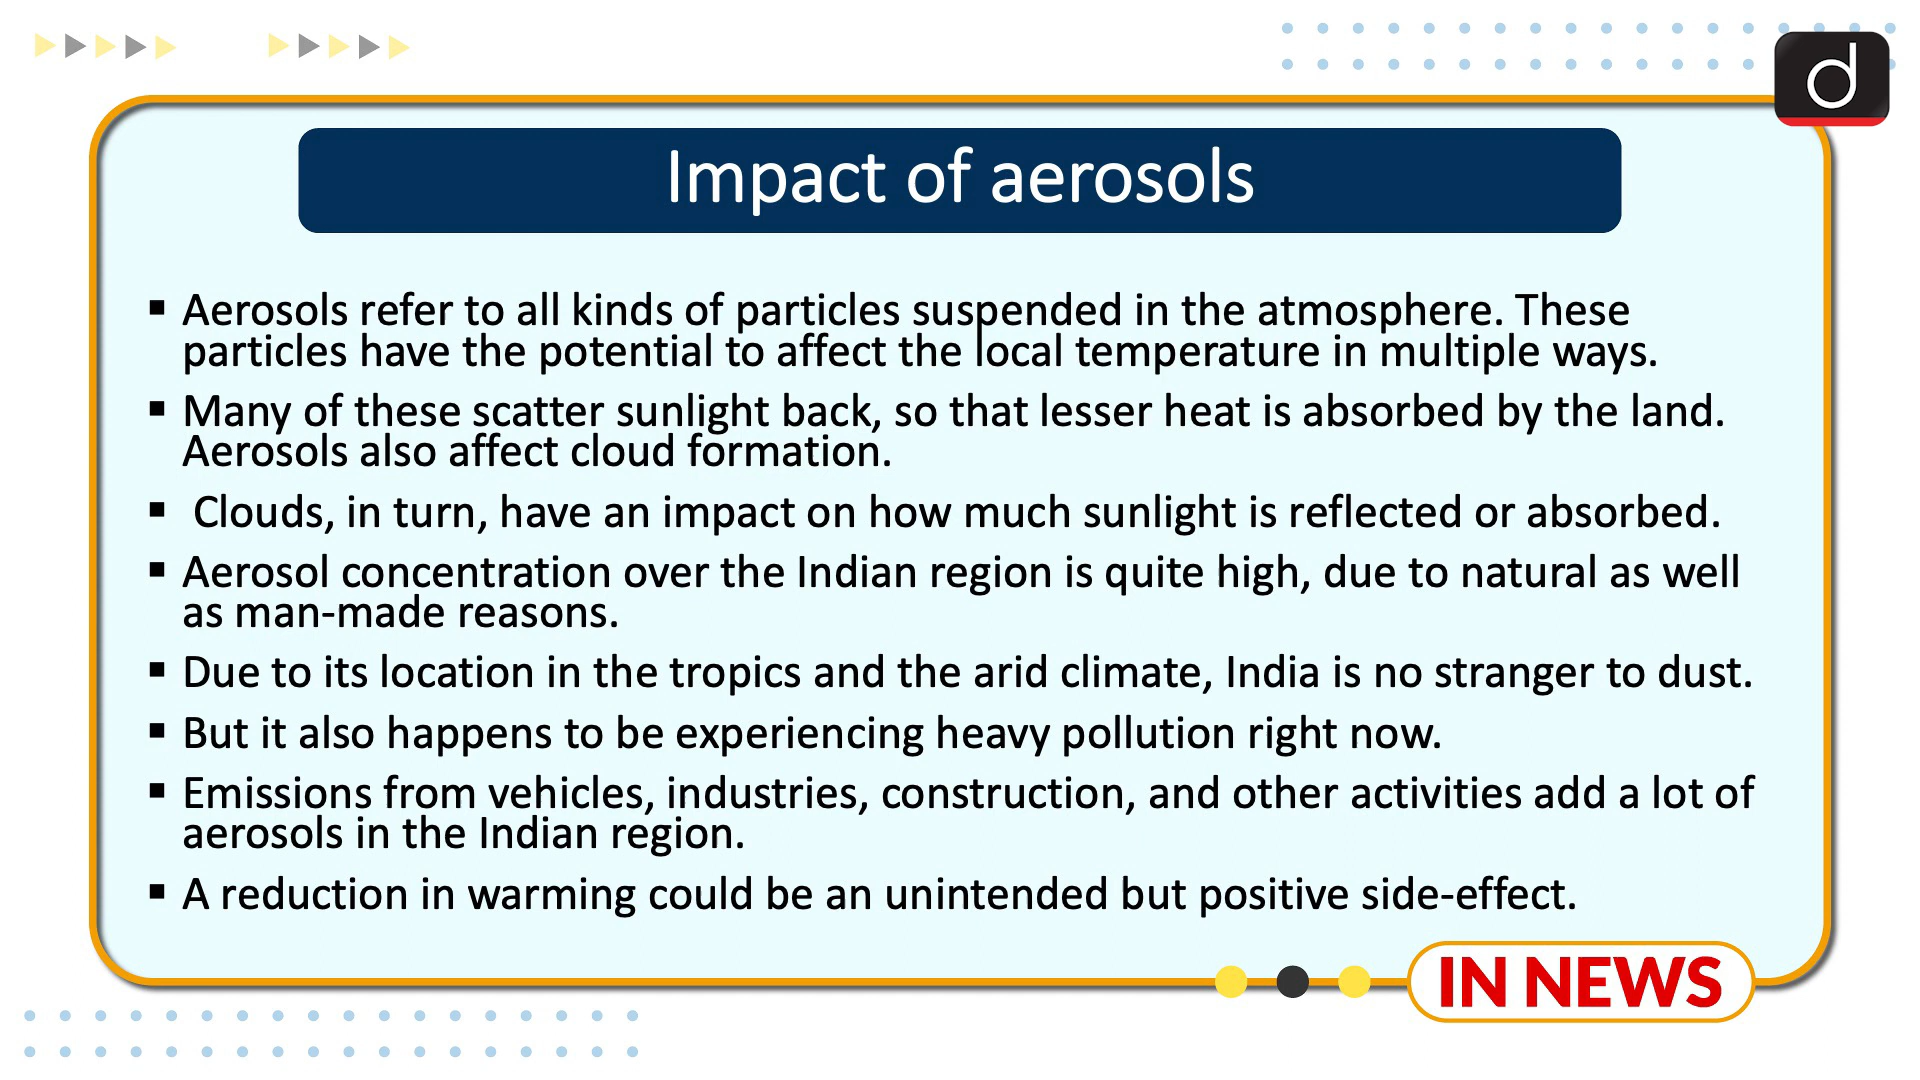 d
Impact of aerosols
▪ Aerosols refer to all kinds of particles suspended in the atmosphere. These
particles have the potential to affect the local temperature in multiple ways.
▪ Many of these scatter sunlight back, so that lesser heat is absorbed by the land.
Aerosols also affect cloud formation.
▪ Clouds, in turn, have an impact on how much sunlight is reflected or absorbed.
▪ Aerosol concentration over the Indian region is quite high, due to natural as well
as man-made reasons.
▪ Due to its location in the tropics and the arid climate, India is no stranger to dust.
▪ But it also happens to be experiencing heavy pollution right now.
▪ Emissions from vehicles, industries, construction, and other activities add a lot of
aerosols in the Indian region.
▪ A reduction in warming could be an unintended but positive side-effect.
IN NEWS